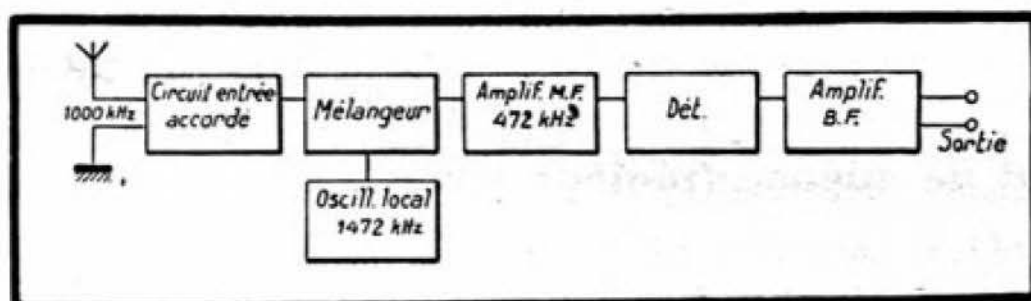 1000 kHz
Circuit entrée
accordé
Mélangeur
Oscill. local
1472 kHz
Amplif. M.F.
472 kHz
Dét.
Amplif.
B.F.
Sortie